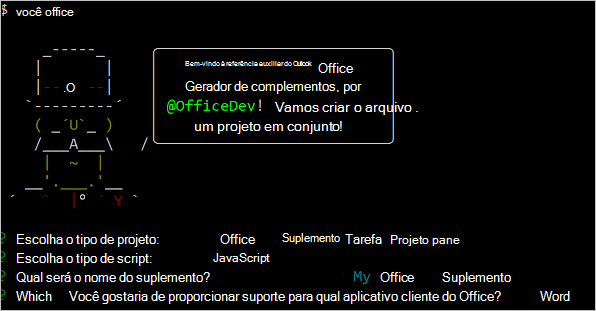 $ você office
Bem-vindo à referência auxiliar do Outlook Office
Gerador de complementos, por
@OfficeDev! Vamos criar o arquivo .
um projeto em conjunto!
? Escolha o tipo de projeto: Office Suplemento Tarefa Projeto pane
? Escolha o tipo de script: JavaScript
? Qual será o nome do suplemento? My Office Suplemento
? Which Você gostaria de proporcionar suporte para qual aplicativo cliente do Office? Word